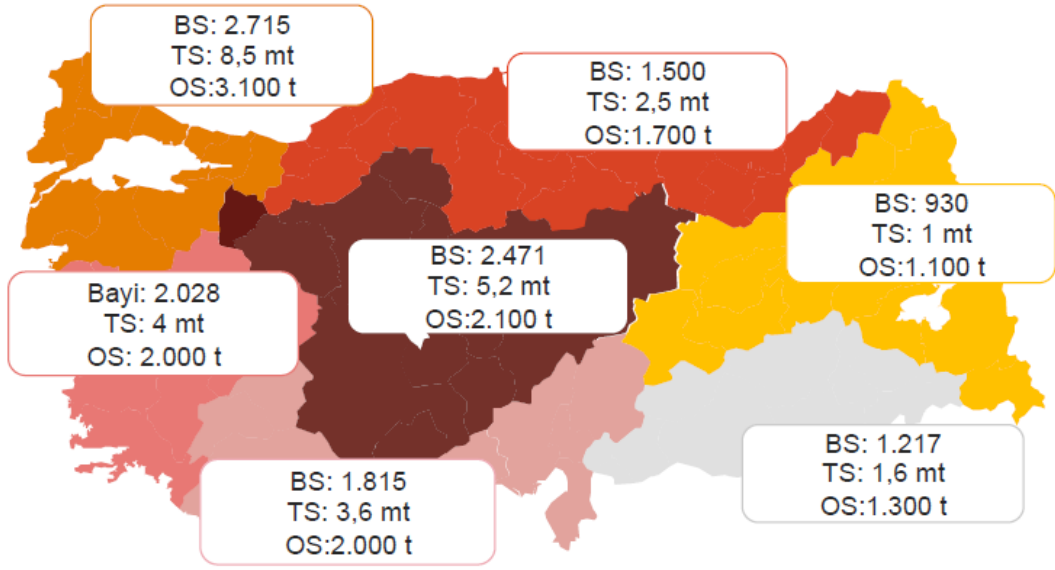 BS: 2.715
TS: 8,5 mt
OS:3.100 t
BS: 1.500
TS: 2,5 mt
OS:1.700 t
BS: 930
TS: 1 mt
OS:1.100 t
BS: 2.471
TS: 5,2 mt
OS:2.100 t
Bayi: 2.028
TS: 4 mt
OS: 2.000 t
BS: 1.217
TS: 1,6 mt
OS:1.300 t
BS: 1.815
TS: 3,6 mt
OS:2.000 t